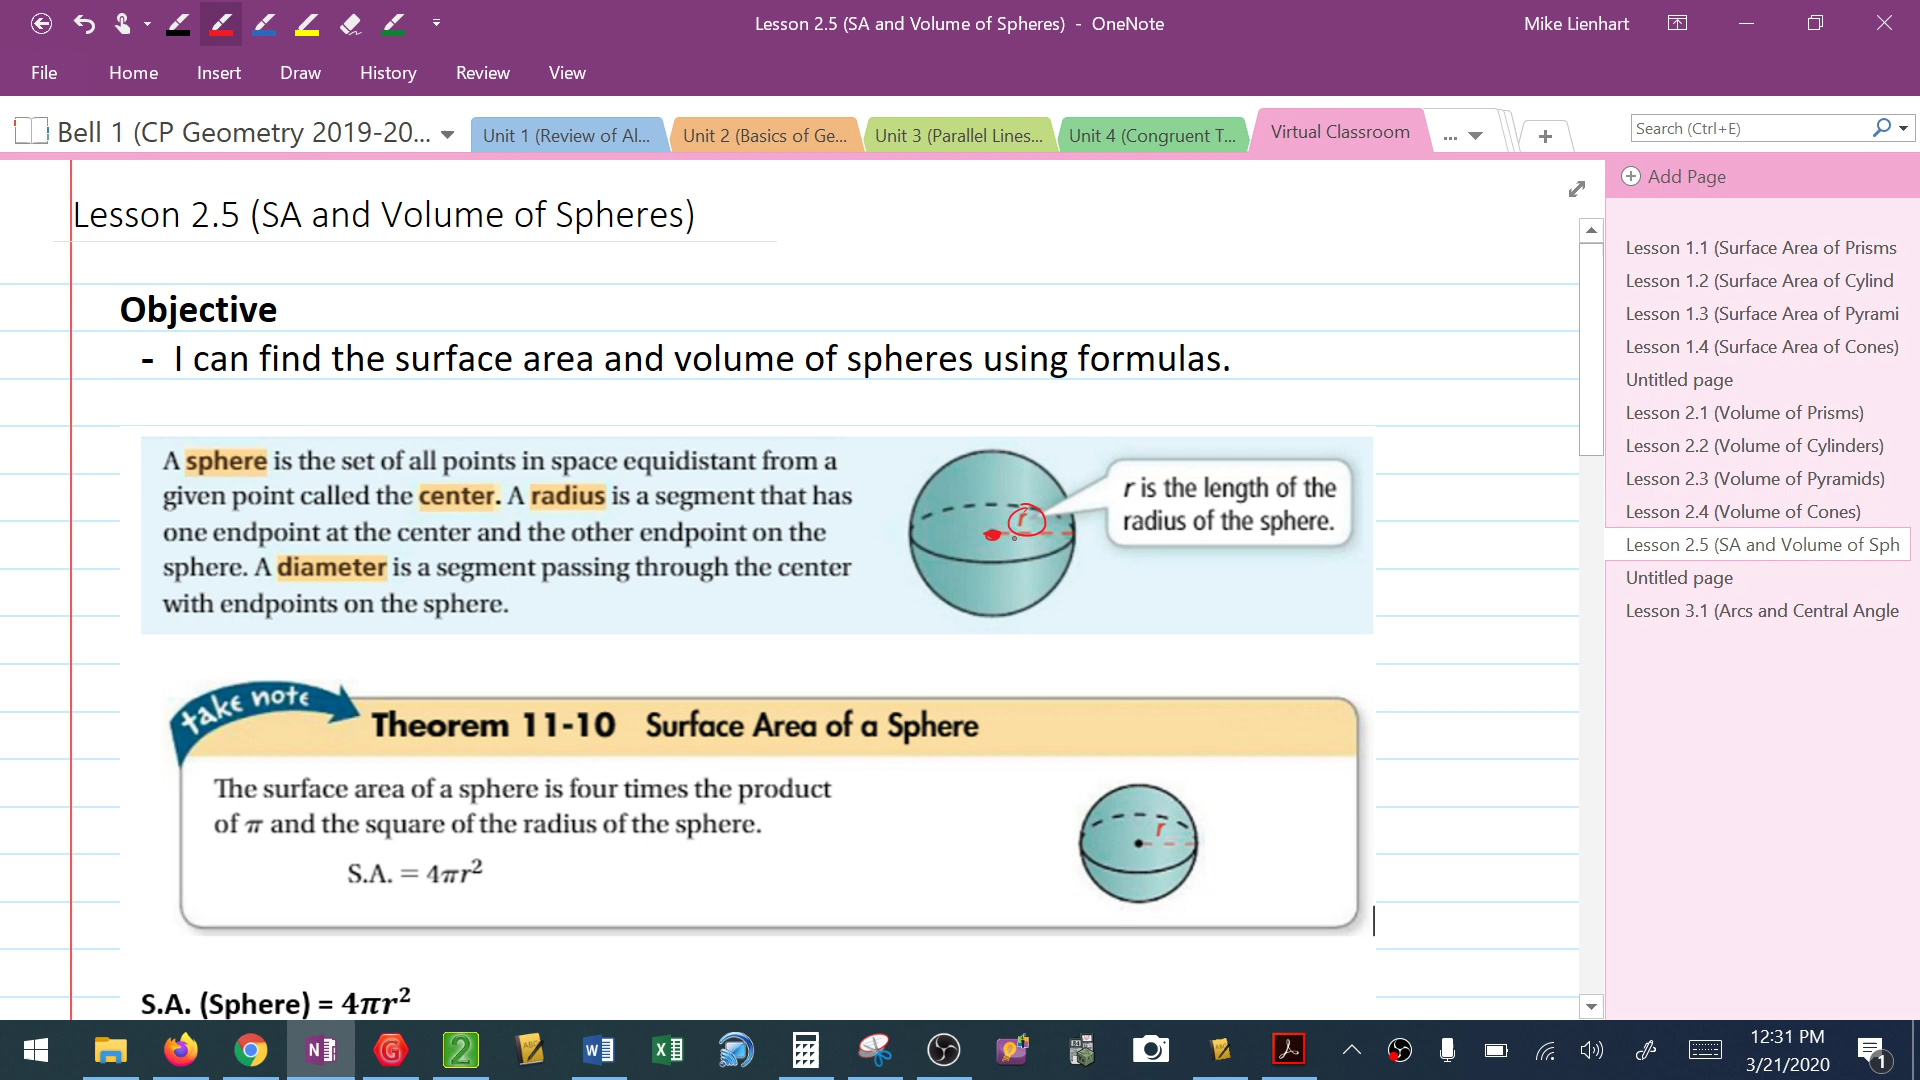 Lesson 2.5 (SA and Volume of Spheres) - OneNote
Mike Lienhart
File Home Insert Draw History Review View
Bell 1 (CP Geometry 2019-20...
Unit 1 (Review of Al...
Unit 2 (Basics of Ge...
Unit 3 (Parallel Lines...
Unit 4 (Congruent T...
Virtual Classroom
...
Search (Ctrl+E)
Add Page
Lesson 2.5 (SA and Volume of Spheres)
Objective
- I can find the surface area and volume of spheres using formulas.
A sphere is the set of all points in space equidistant from a
given point called the center. A radius is a segment that has
one endpoint at the center and the other endpoint on the
sphere. A diameter is a segment passing through the center
with endpoints on the sphere.
r
r is the length of the
radius of the sphere.
take note
Theorem 11-10 Surface Area of a Sphere
The surface area of a sphere is four times the product
of π and the square of the radius of the sphere.
S.A. = 4πr²
r
S.A. (Sphere) = 4πr²
Lesson 1.1 (Surface Area of Prisms
Lesson 1.2 (Surface Area of Cylind
Lesson 1.3 (Surface Area of Pyrami
Lesson 1.4 (Surface Area of Cones)
Untitled page
Lesson 2.1 (Volume of Prisms)
Lesson 2.2 (Volume of Cylinders)
Lesson 2.3 (Volume of Pyramids)
Lesson 2.4 (Volume of Cones)
Lesson 2.5 (SA and Volume of Sph
Untitled page
Lesson 3.1 (Arcs and Central Angle
12:31 PM
3/21/2020
1